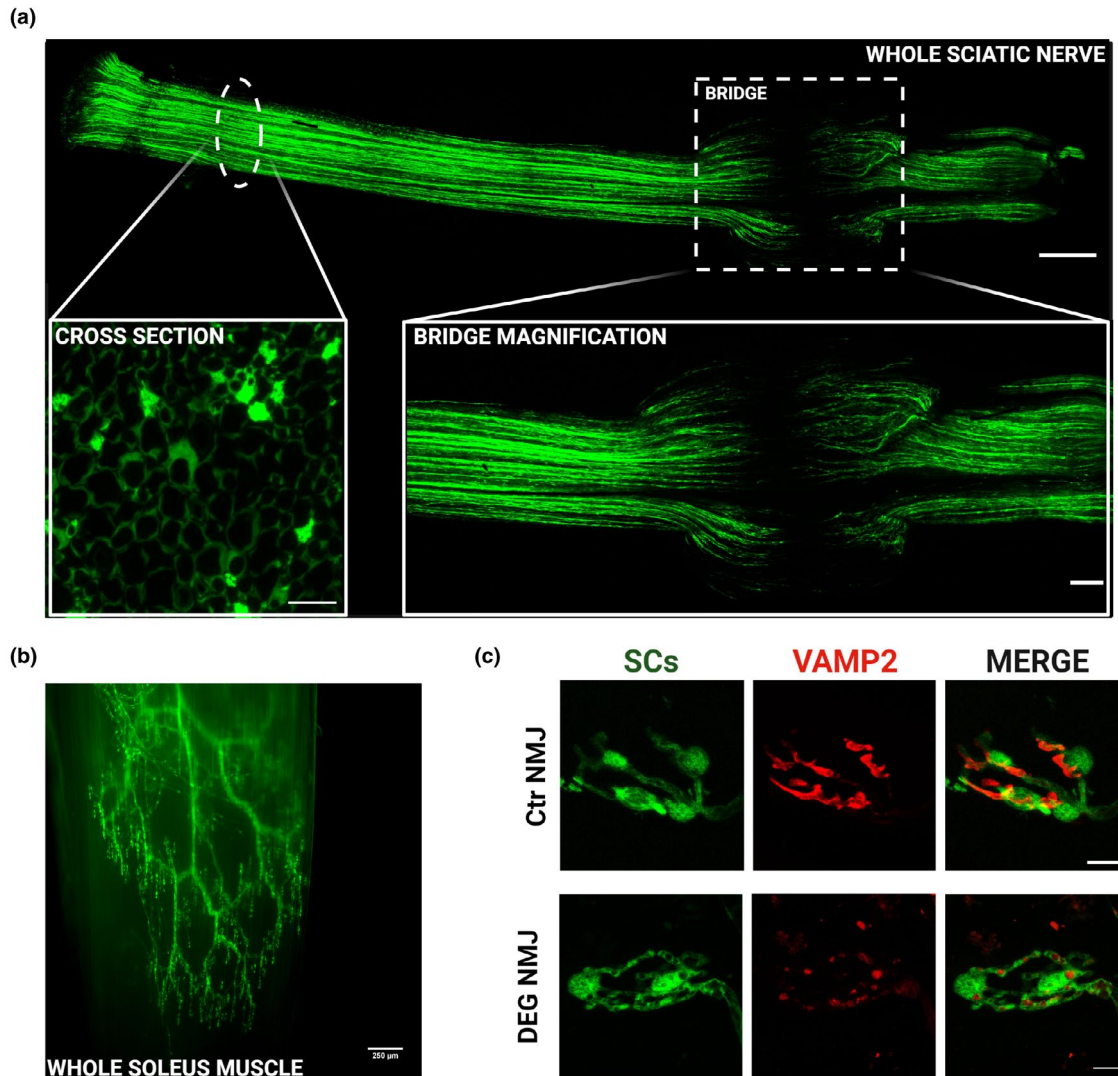 (a)
WHOLE SCIATIC NERVE
BRIDGE
CROSS SECTION
BRIDGE MAGNIFICATION
(b)
250 µm
WHOLE SOLEUS MUSCLE
(c)
SCs VAMP2 MERGE
Ctr NMJ
DEG NMJ